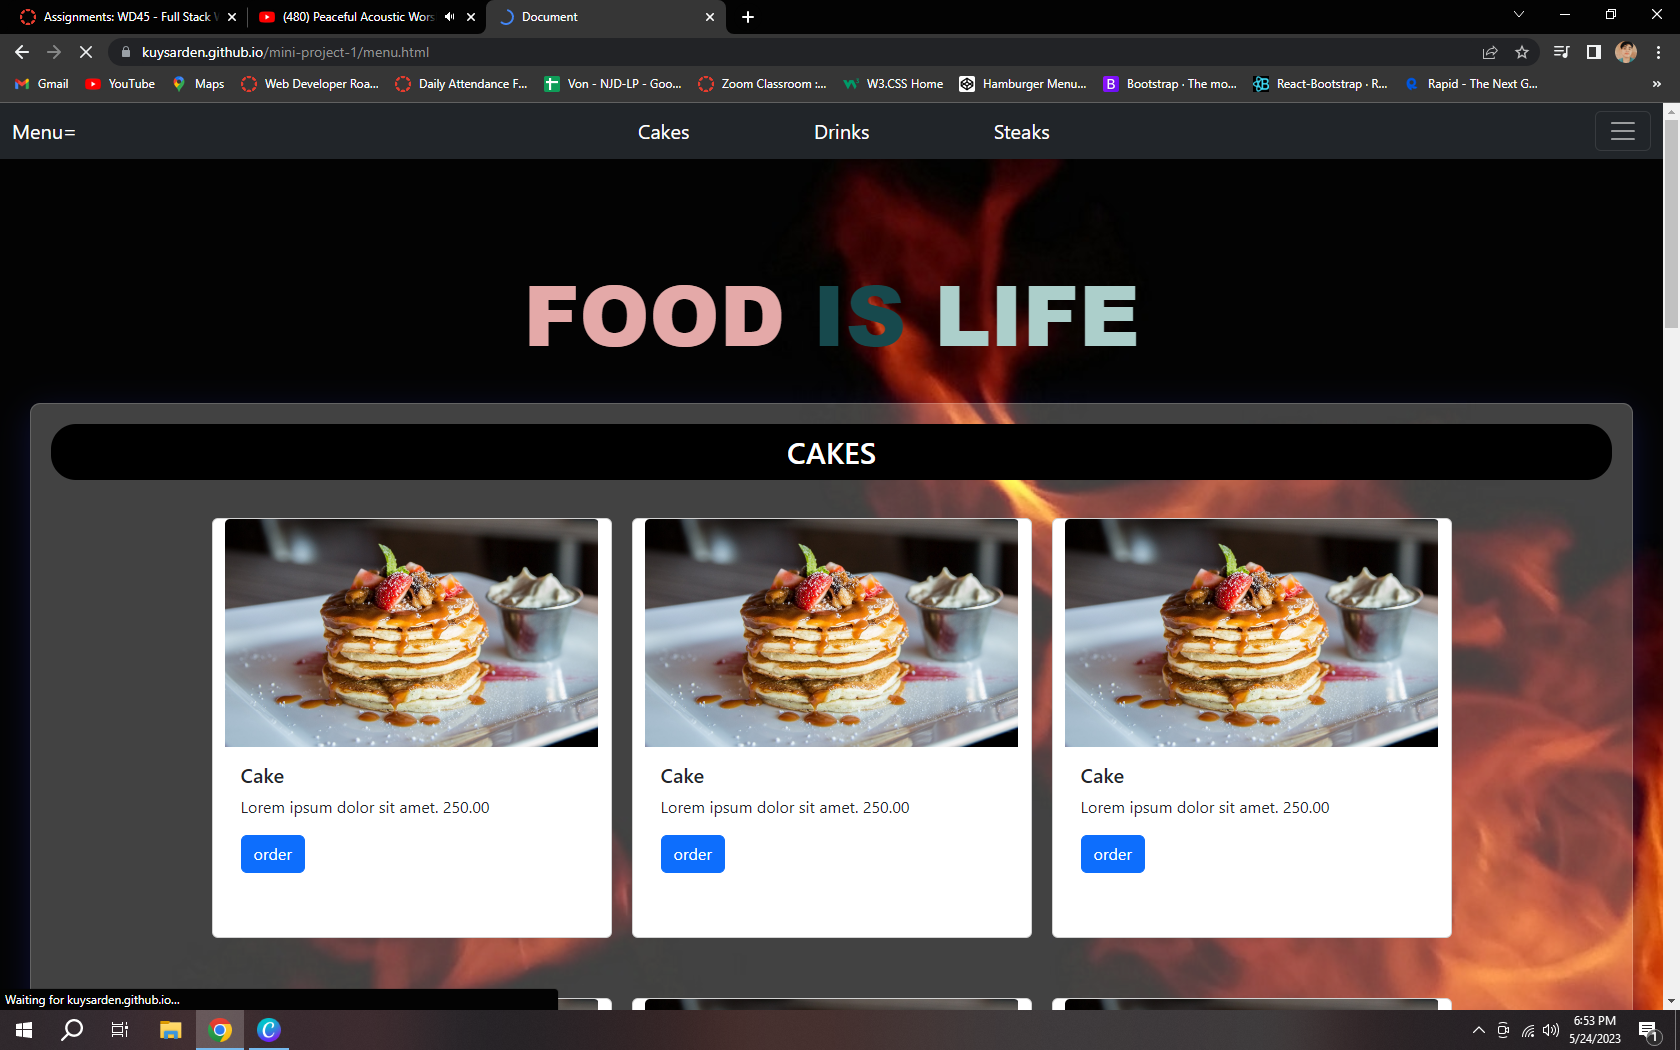 Assignments: WD45 - Full Stack W
(480) Peaceful Acoustic Wors
Document
kuysarden.github.io/mini-project-1/menu.html
Gmail
YouTube
Maps
Web Developer Roa...
Daily Attendance F...
Von - NJD-LP - Goo...
Zoom Classroom :...
W3.CSS Home
Hamburger Menu...
Bootstrap · The mo...
React-Bootstrap · R...
Rapid - The Next G...
»
Menu=
Cakes
Drinks
Steaks
FOOD IS LIFE
CAKES
Cake
Lorem ipsum dolor sit amet. 250.00
order
Cake
Lorem ipsum dolor sit amet. 250.00
order
Cake
Lorem ipsum dolor sit amet. 250.00
order
Waiting for kuysarden.github.io...
6:53 PM
5/24/2023
1